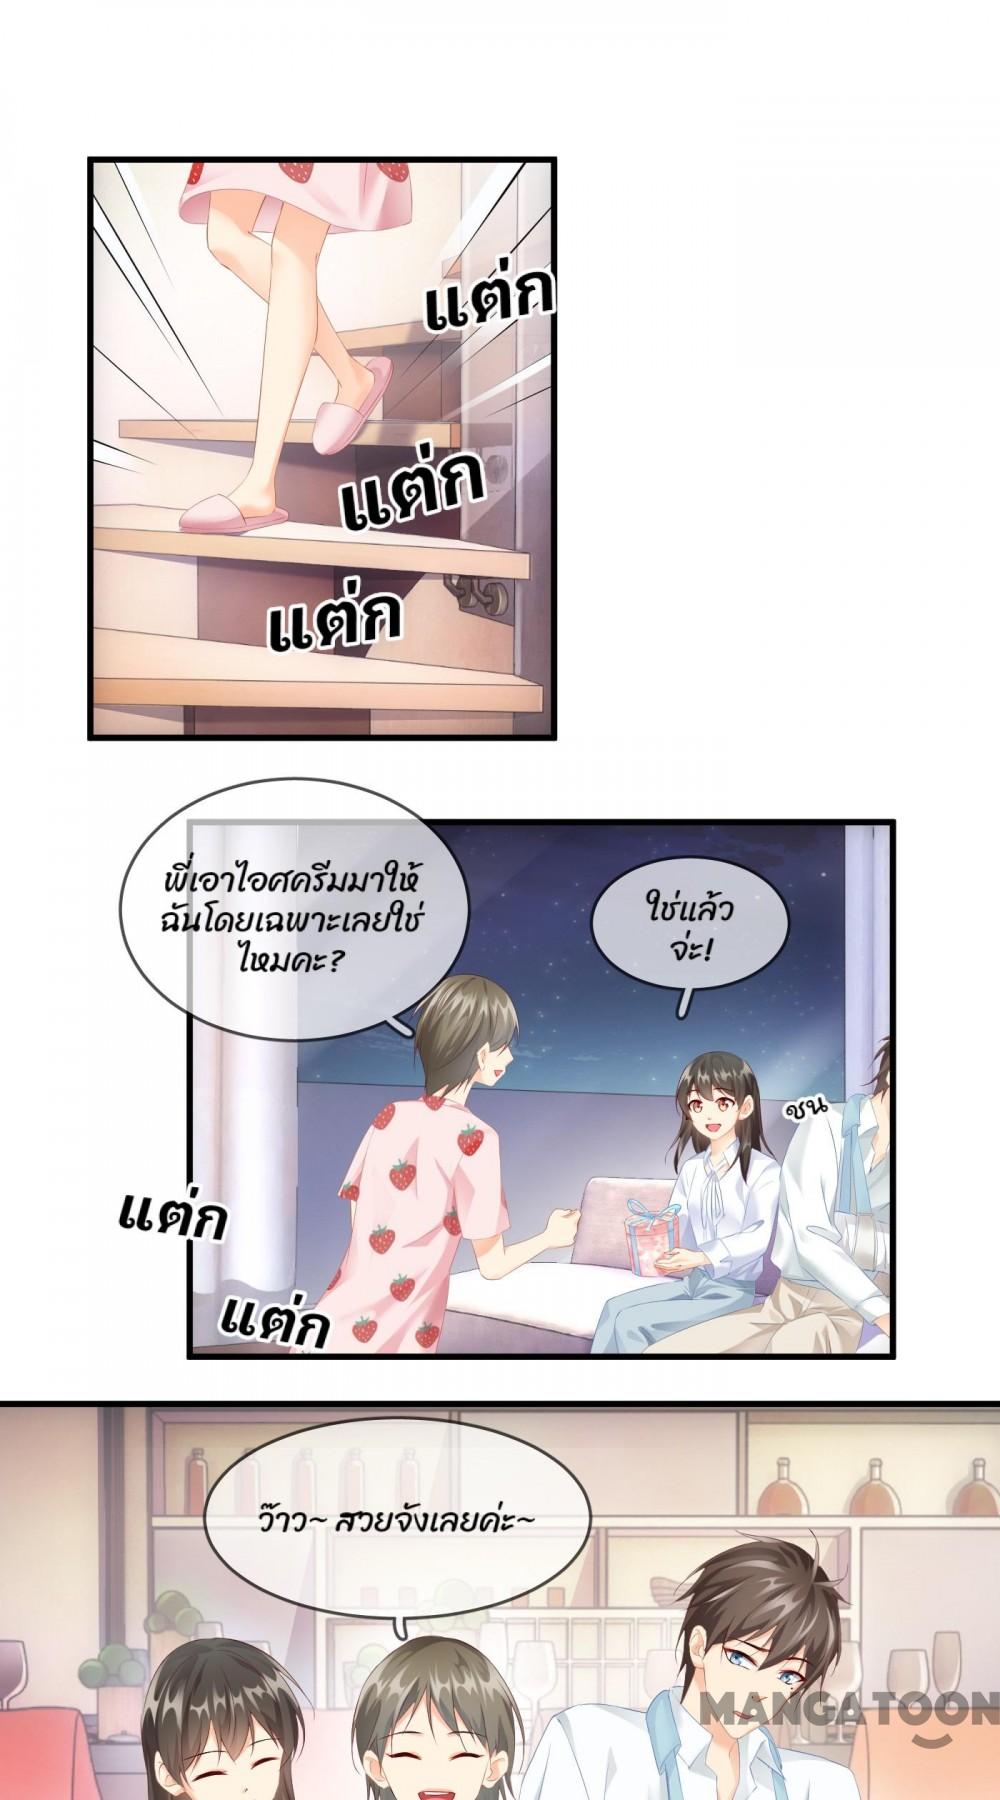 แต่ก
แต่ก
แต่ก
พี่เอาไอศครีมมาให้
ฉันโดยเฉพาะเลยใช่
ไหมคะ?
ใช่แล้ว
จ่ะ!
ชน
แต่ก
แต่ก
ว๊าว~ สวยจังเลยค่ะ~
MANGATOON